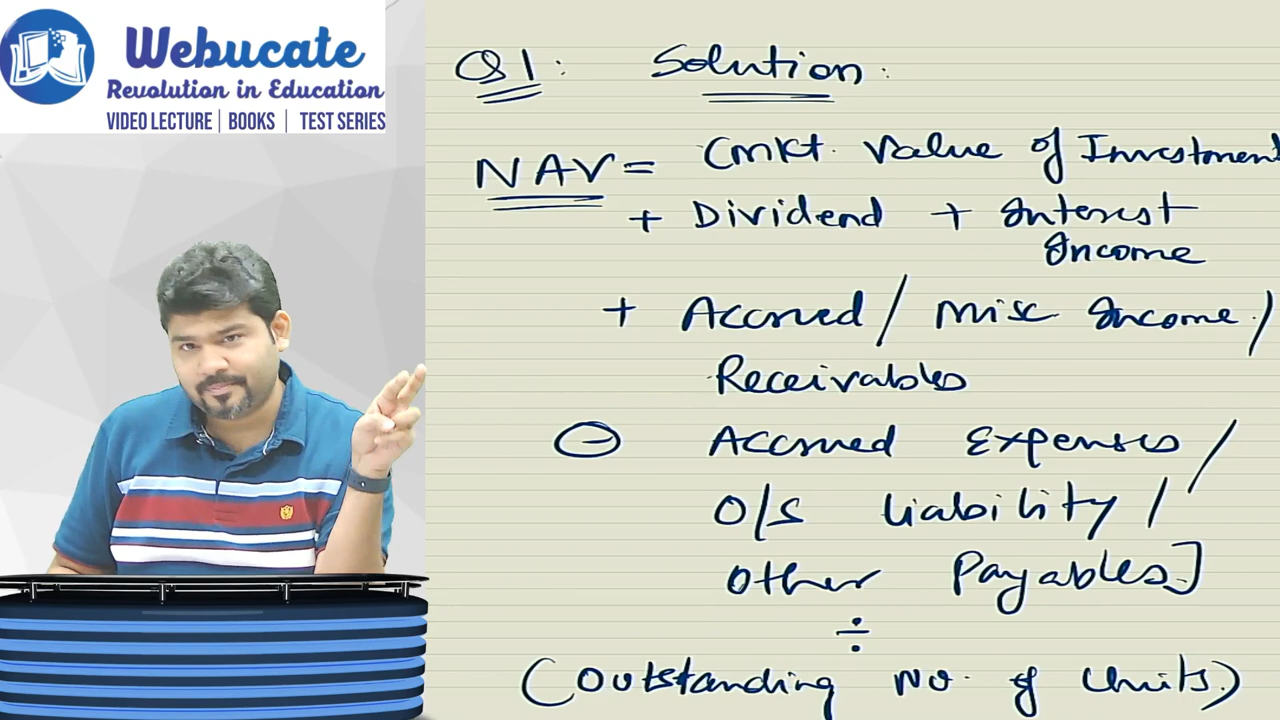 Webucate
Revolution in Education
VIDEO LECTURE | BOOKS | TEST SERIES
Q1: Solution:
NAV = [mkt. Value of Investment
+ Dividend + Interest
Income
+ Accrued / misc. Income /
Receivables
⊖ Accrued Expenses /
O/s liability /
Other Payables]
÷
(Outstanding No. of Units.)